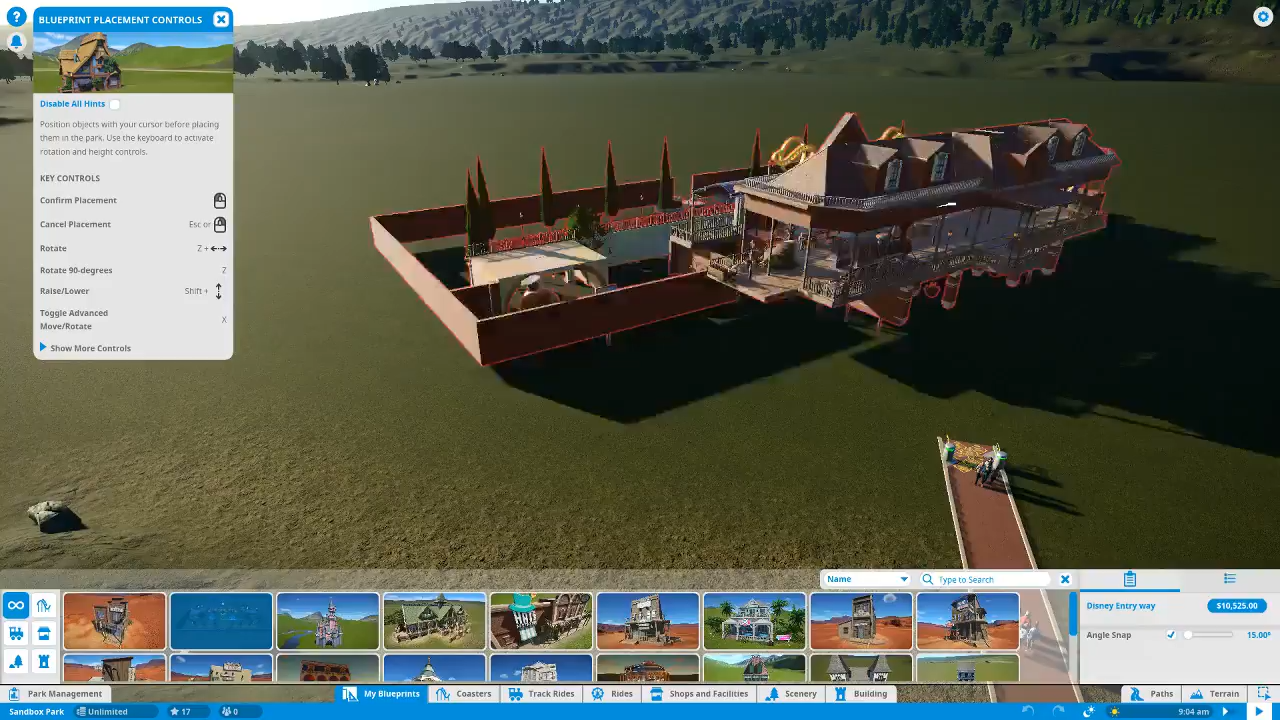 ?
BLUEPRINT PLACEMENT CONTROLS
Disable All Hints
Position objects with your cursor before placing
them in the park. Use the keyboard to activate
rotation and height controls.
KEY CONTROLS
Confirm Placement
Cancel Placement Esc or
Rotate Z +
Rotate 90-degrees Z
Raise/Lower Shift +
Toggle Advanced
Move/Rotate X
Show More Controls
Name Type to Search
Disney Entry way $10,525.00
Angle Snap 15.00°
Park Management My Blueprints Coasters Track Rides Rides Shops and Facilities Scenery Building Paths Terrain
Sandbox Park Unlimited 17 0 9:04 am